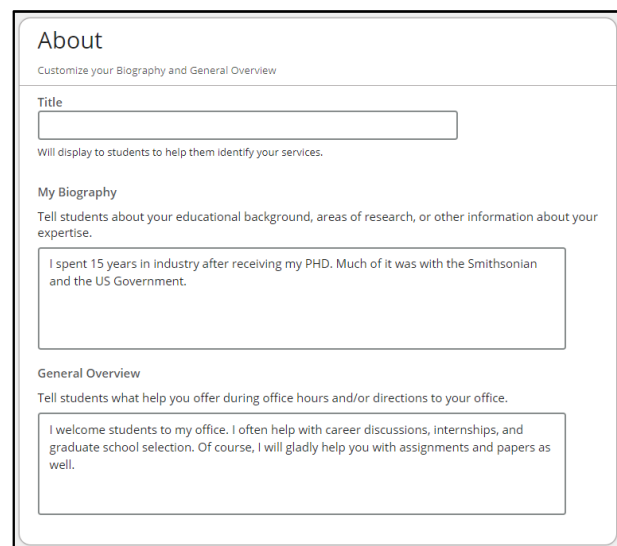 About
Customize your Biography and General Overview
Title
Will display to students to help them identify your services.
My Biography
Tell students about your educational background, areas of research, or other information about your
expertise.
I spent 15 years in industry after receiving my PHD. Much of it was with the Smithsonian
and the US Government.
General Overview
Tell students what help you offer during office hours and/or directions to your office.
I welcome students to my office. I often help with career discussions, internships, and
graduate school selection. Of course, I will gladly help you with assignments and papers as
well.